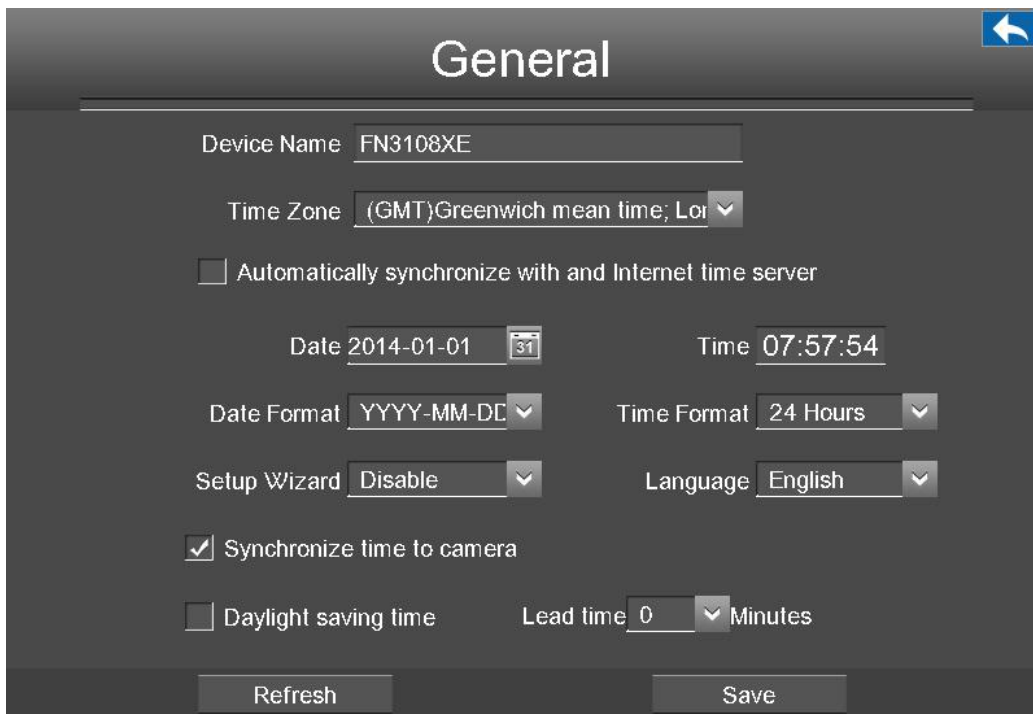 General
Device Name FN3108XE
Time Zone (GMT)Greenwich mean time; Lon
Automatically synchronize with and Internet time server
Date 2014-01-01 31 Time 07:57:54
Date Format YYYY-MM-DD Time Format 24 Hours
Setup Wizard Disable Language English
Synchronize time to camera
Daylight saving time Lead time 0 Minutes
Refresh Save